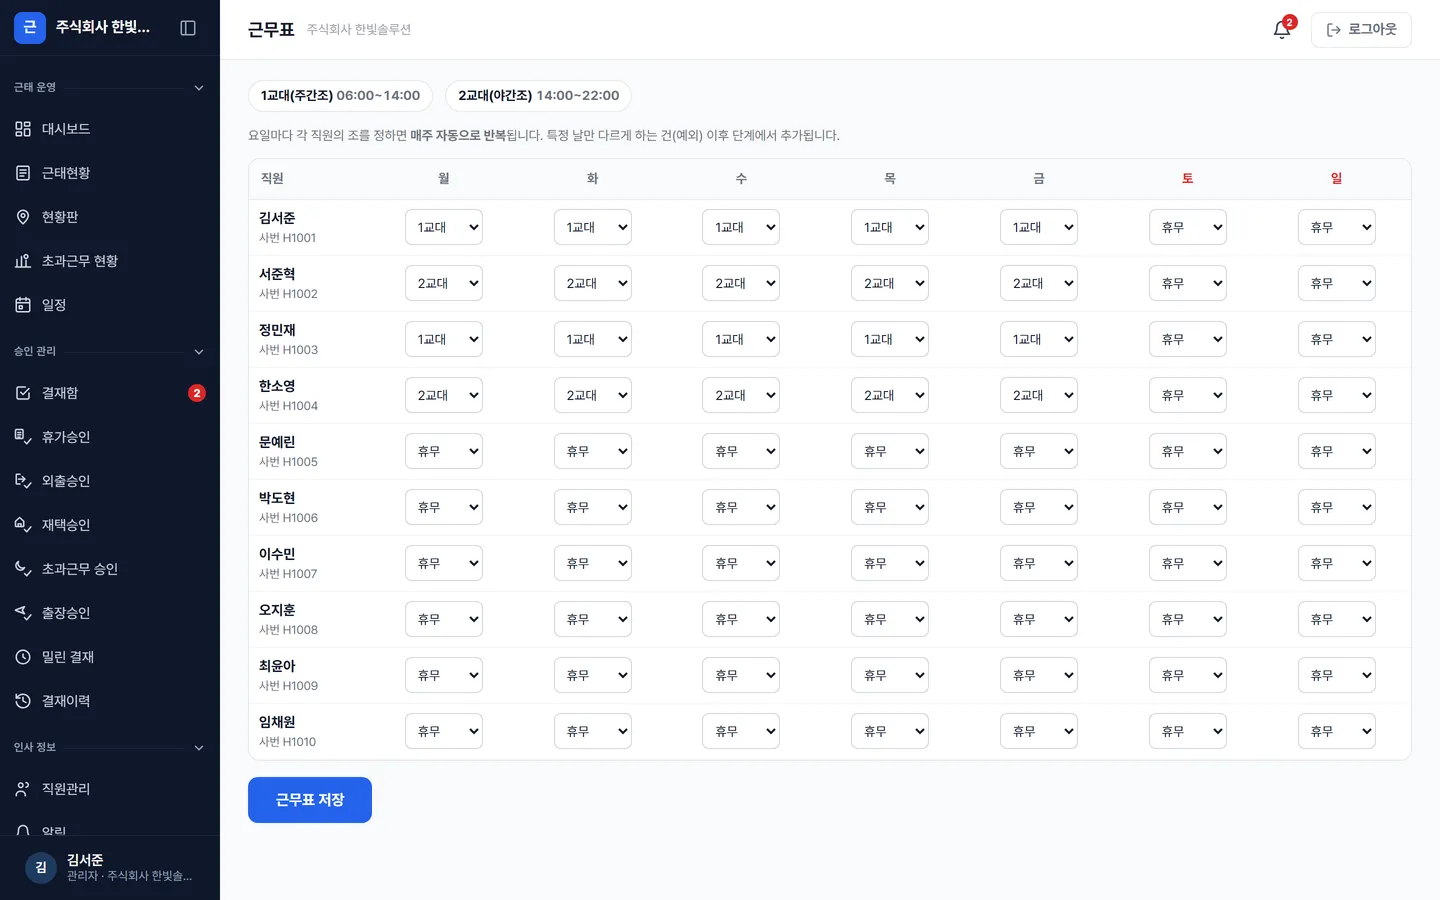 근
주식회사 한빛...
근태 운영
대시보드
근태현황
현황판
초과근무 현황
일정
승인 관리
결재함
2
휴가승인
외출승인
재택승인
초과근무 승인
출장승인
밀린 결재
결재이력
인사 정보
직원관리
알림
김
김서준
관리자 · 주식회사 한빛솔...
근무표 주식회사 한빛솔루션
2
로그아웃
1교대(주간조) 06:00~14:00
2교대(야간조) 14:00~22:00
요일마다 각 직원의 조를 정하면 매주 자동으로 반복됩니다. 특정 날만 다르게 하는 건(예외) 이후 단계에서 추가됩니다.
직원 월 화 수 목 금 토 일
김서준 1교대 1교대 1교대 1교대 1교대 휴무 휴무
사번 H1001
서준혁 2교대 2교대 2교대 2교대 2교대 휴무 휴무
사번 H1002
정민재 1교대 1교대 1교대 1교대 1교대 휴무 휴무
사번 H1003
한소영 2교대 2교대 2교대 2교대 2교대 휴무 휴무
사번 H1004
문예린 휴무 휴무 휴무 휴무 휴무 휴무 휴무
사번 H1005
박도현 휴무 휴무 휴무 휴무 휴무 휴무 휴무
사번 H1006
이수민 휴무 휴무 휴무 휴무 휴무 휴무 휴무
사번 H1007
오지훈 휴무 휴무 휴무 휴무 휴무 휴무 휴무
사번 H1008
최윤아 휴무 휴무 휴무 휴무 휴무 휴무 휴무
사번 H1009
임채원 휴무 휴무 휴무 휴무 휴무 휴무 휴무
사번 H1010
근무표 저장